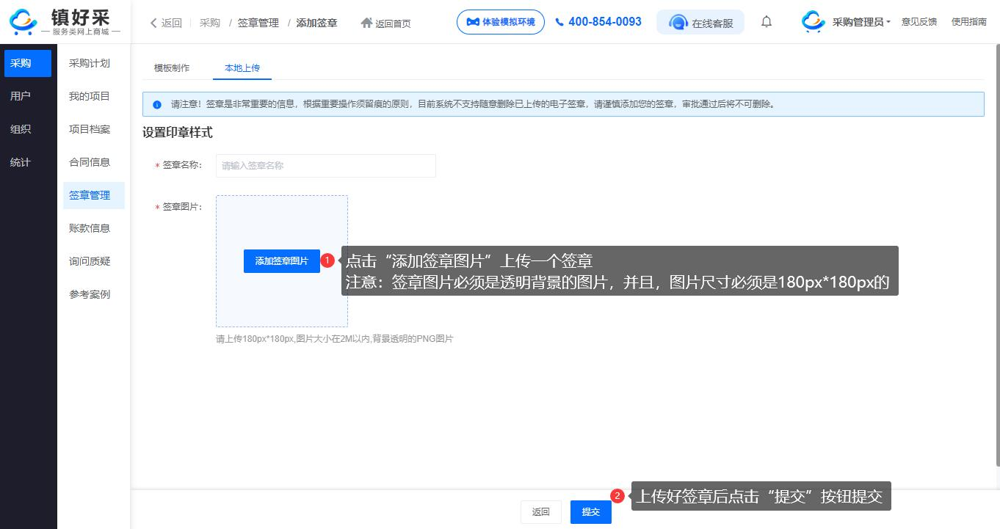 镇好采
服务类网上商城
返回
采购 / 签章管理 / 添加签章
返回首页
体验模拟环境
400-854-0093
在线客服
采购管理员
意见反馈
使用指南
采购
用户
组织
统计
采购计划
我的项目
项目档案
合同信息
签章管理
账款信息
询问质疑
参考案例
模板制作
本地上传
请注意！签章是非常重要的信息，根据重要操作须留痕的原则，目前系统不支持随意删除已上传的电子签章，请谨慎添加您的签章，审批通过后将不可删除。
设置印章样式
* 签章名称：
请输入签章名称
* 签章图片：
添加签章图片
1
点击“添加签章图片”上传一个签章
注意：签章图片必须是透明背景的图片，并且，图片尺寸必须是180px*180px的
请上传180px*180px,图片大小在2M以内,背景透明的PNG图片
返回
提交
2
上传好签章后点击“提交”按钮提交